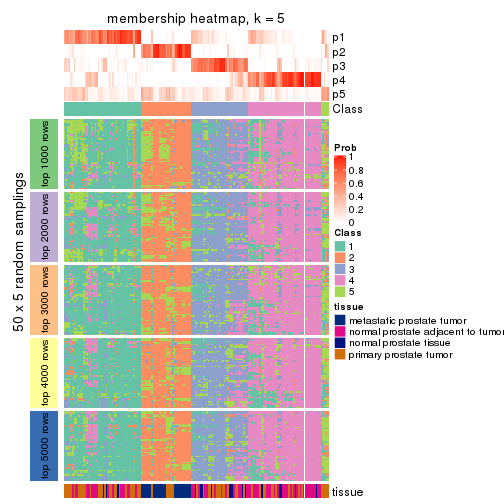 membership heatmap, k = 5
p1
p2
p3
p4
p5
Class
50 x 5 random samplings
top 1000 rows
top 2000 rows
top 3000 rows
top 4000 rows
top 5000 rows
tissue
Prob
1
0.8
0.6
0.4
0.2
0
Class
1
2
3
4
5
tissue
metastatic prostate tumor
normal prostate adjacent to tumor
normal prostate tissue
primary prostate tumor